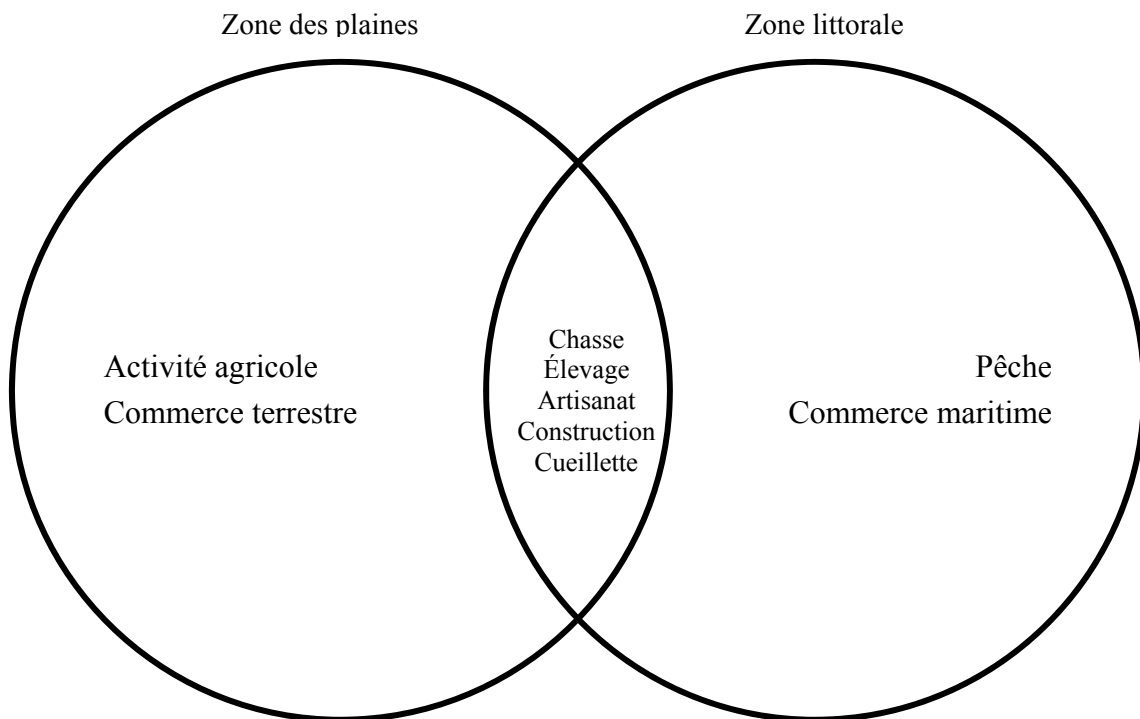 Zone des plaines
Zone littorale
Activité agricole
Commerce terrestre
Chasse
Élevage
Artisanat
Construction
Cueillette
Pêche
Commerce maritime